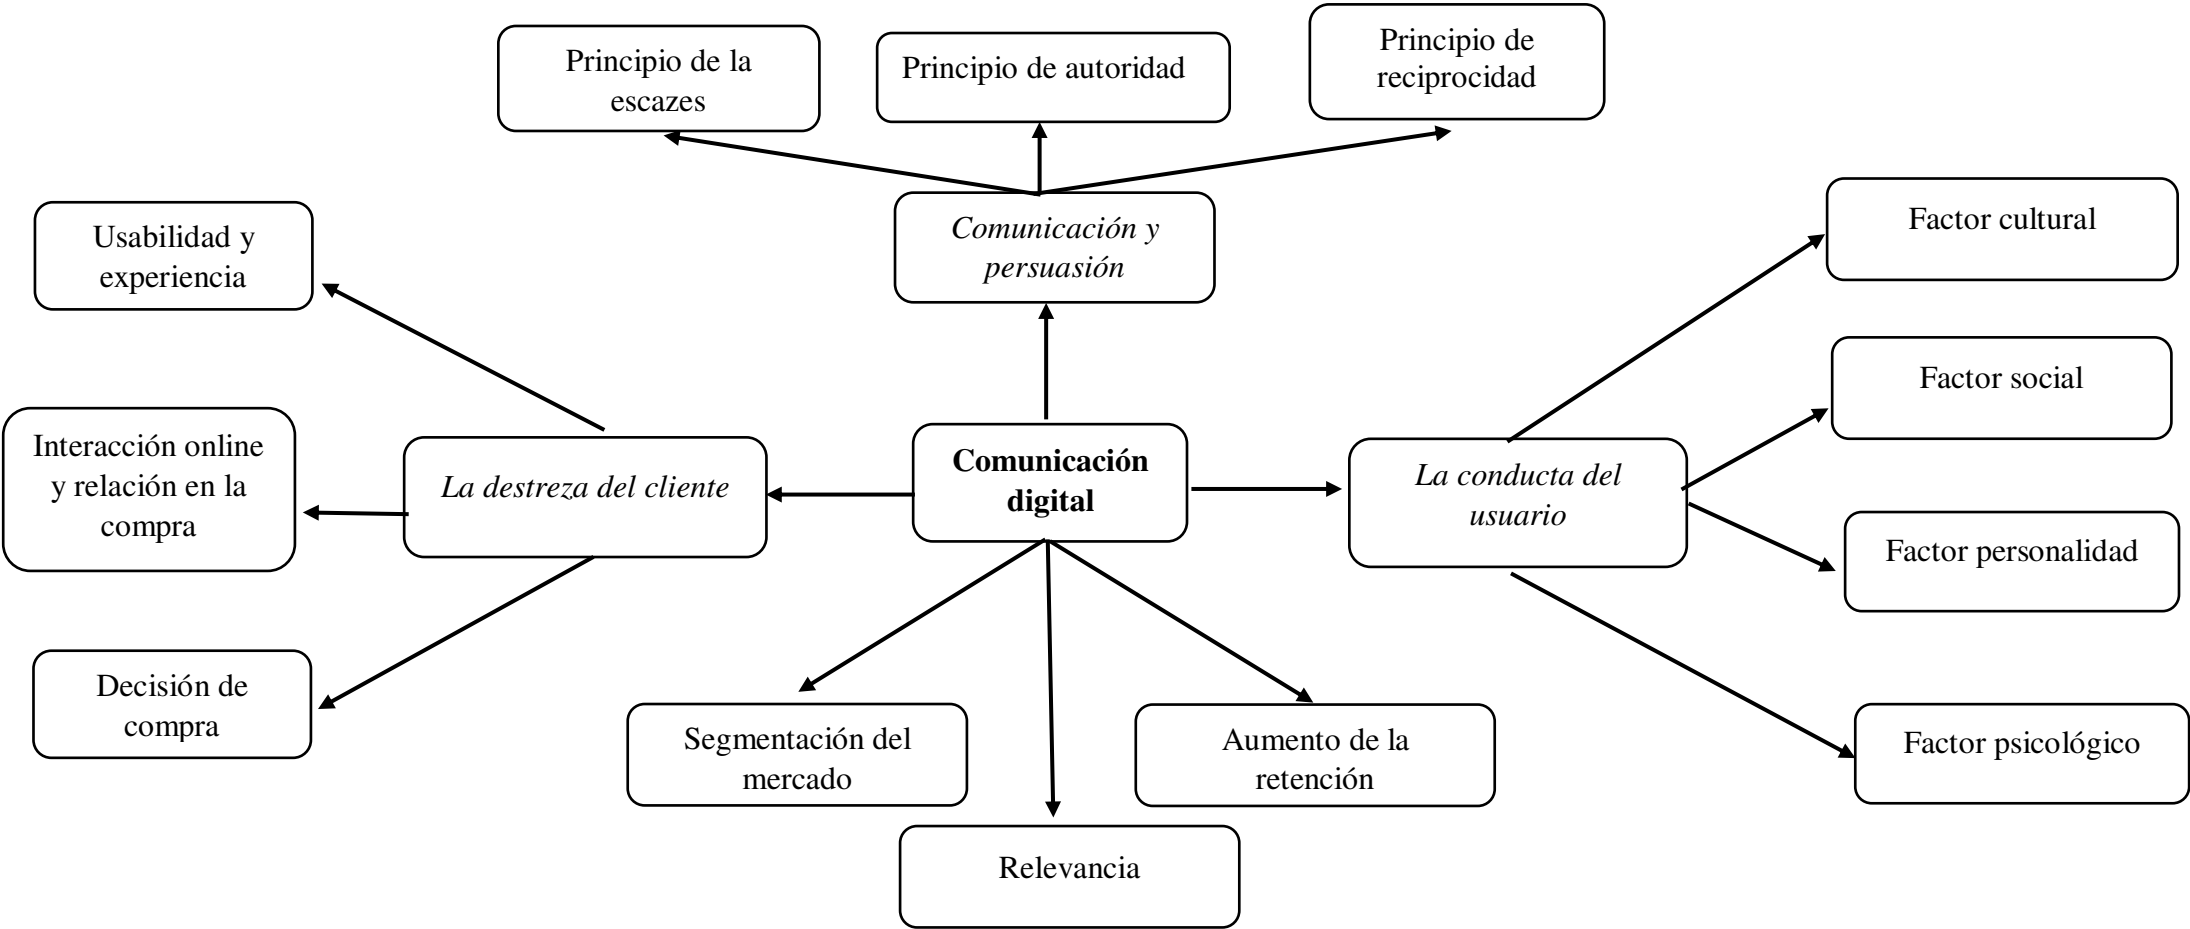 Principio de la
escazes
Principio de autoridad
Principio de
reciprocidad
Comunicación y
persuasión
Usabilidad y
experiencia
Factor cultural
Factor social
Interacción online
y relación en la
compra
La destreza del cliente
Comunicación
digital
La conducta del
usuario
Factor personalidad
Decisión de
compra
Segmentación del
mercado
Aumento de la
retención
Factor psicológico
Relevancia